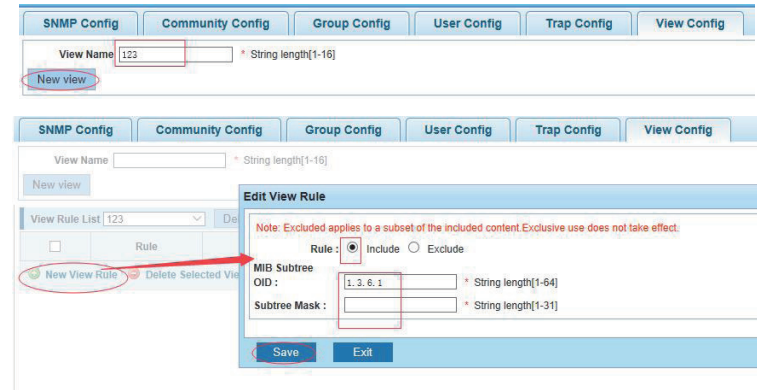 SNMP Config Community Config Group Config User Config Trap Config View Config
View Name 123 * String length[1-16]
New view
SNMP Config Community Config Group Config User Config Trap Config View Config
View Name * String length[1-16]
New view
Edit View Rule
View Rule List 123 De
Note: Excluded applies to a subset of the included content.Exclusive use does not take effect.
Rule Rule : Include Exclude
New View Rule Delete Selected Vie
MIB Subtree
OID : 1.3.6.1 * String length[1-64]
Subtree Mask : * String length[1-31]
Save Exit